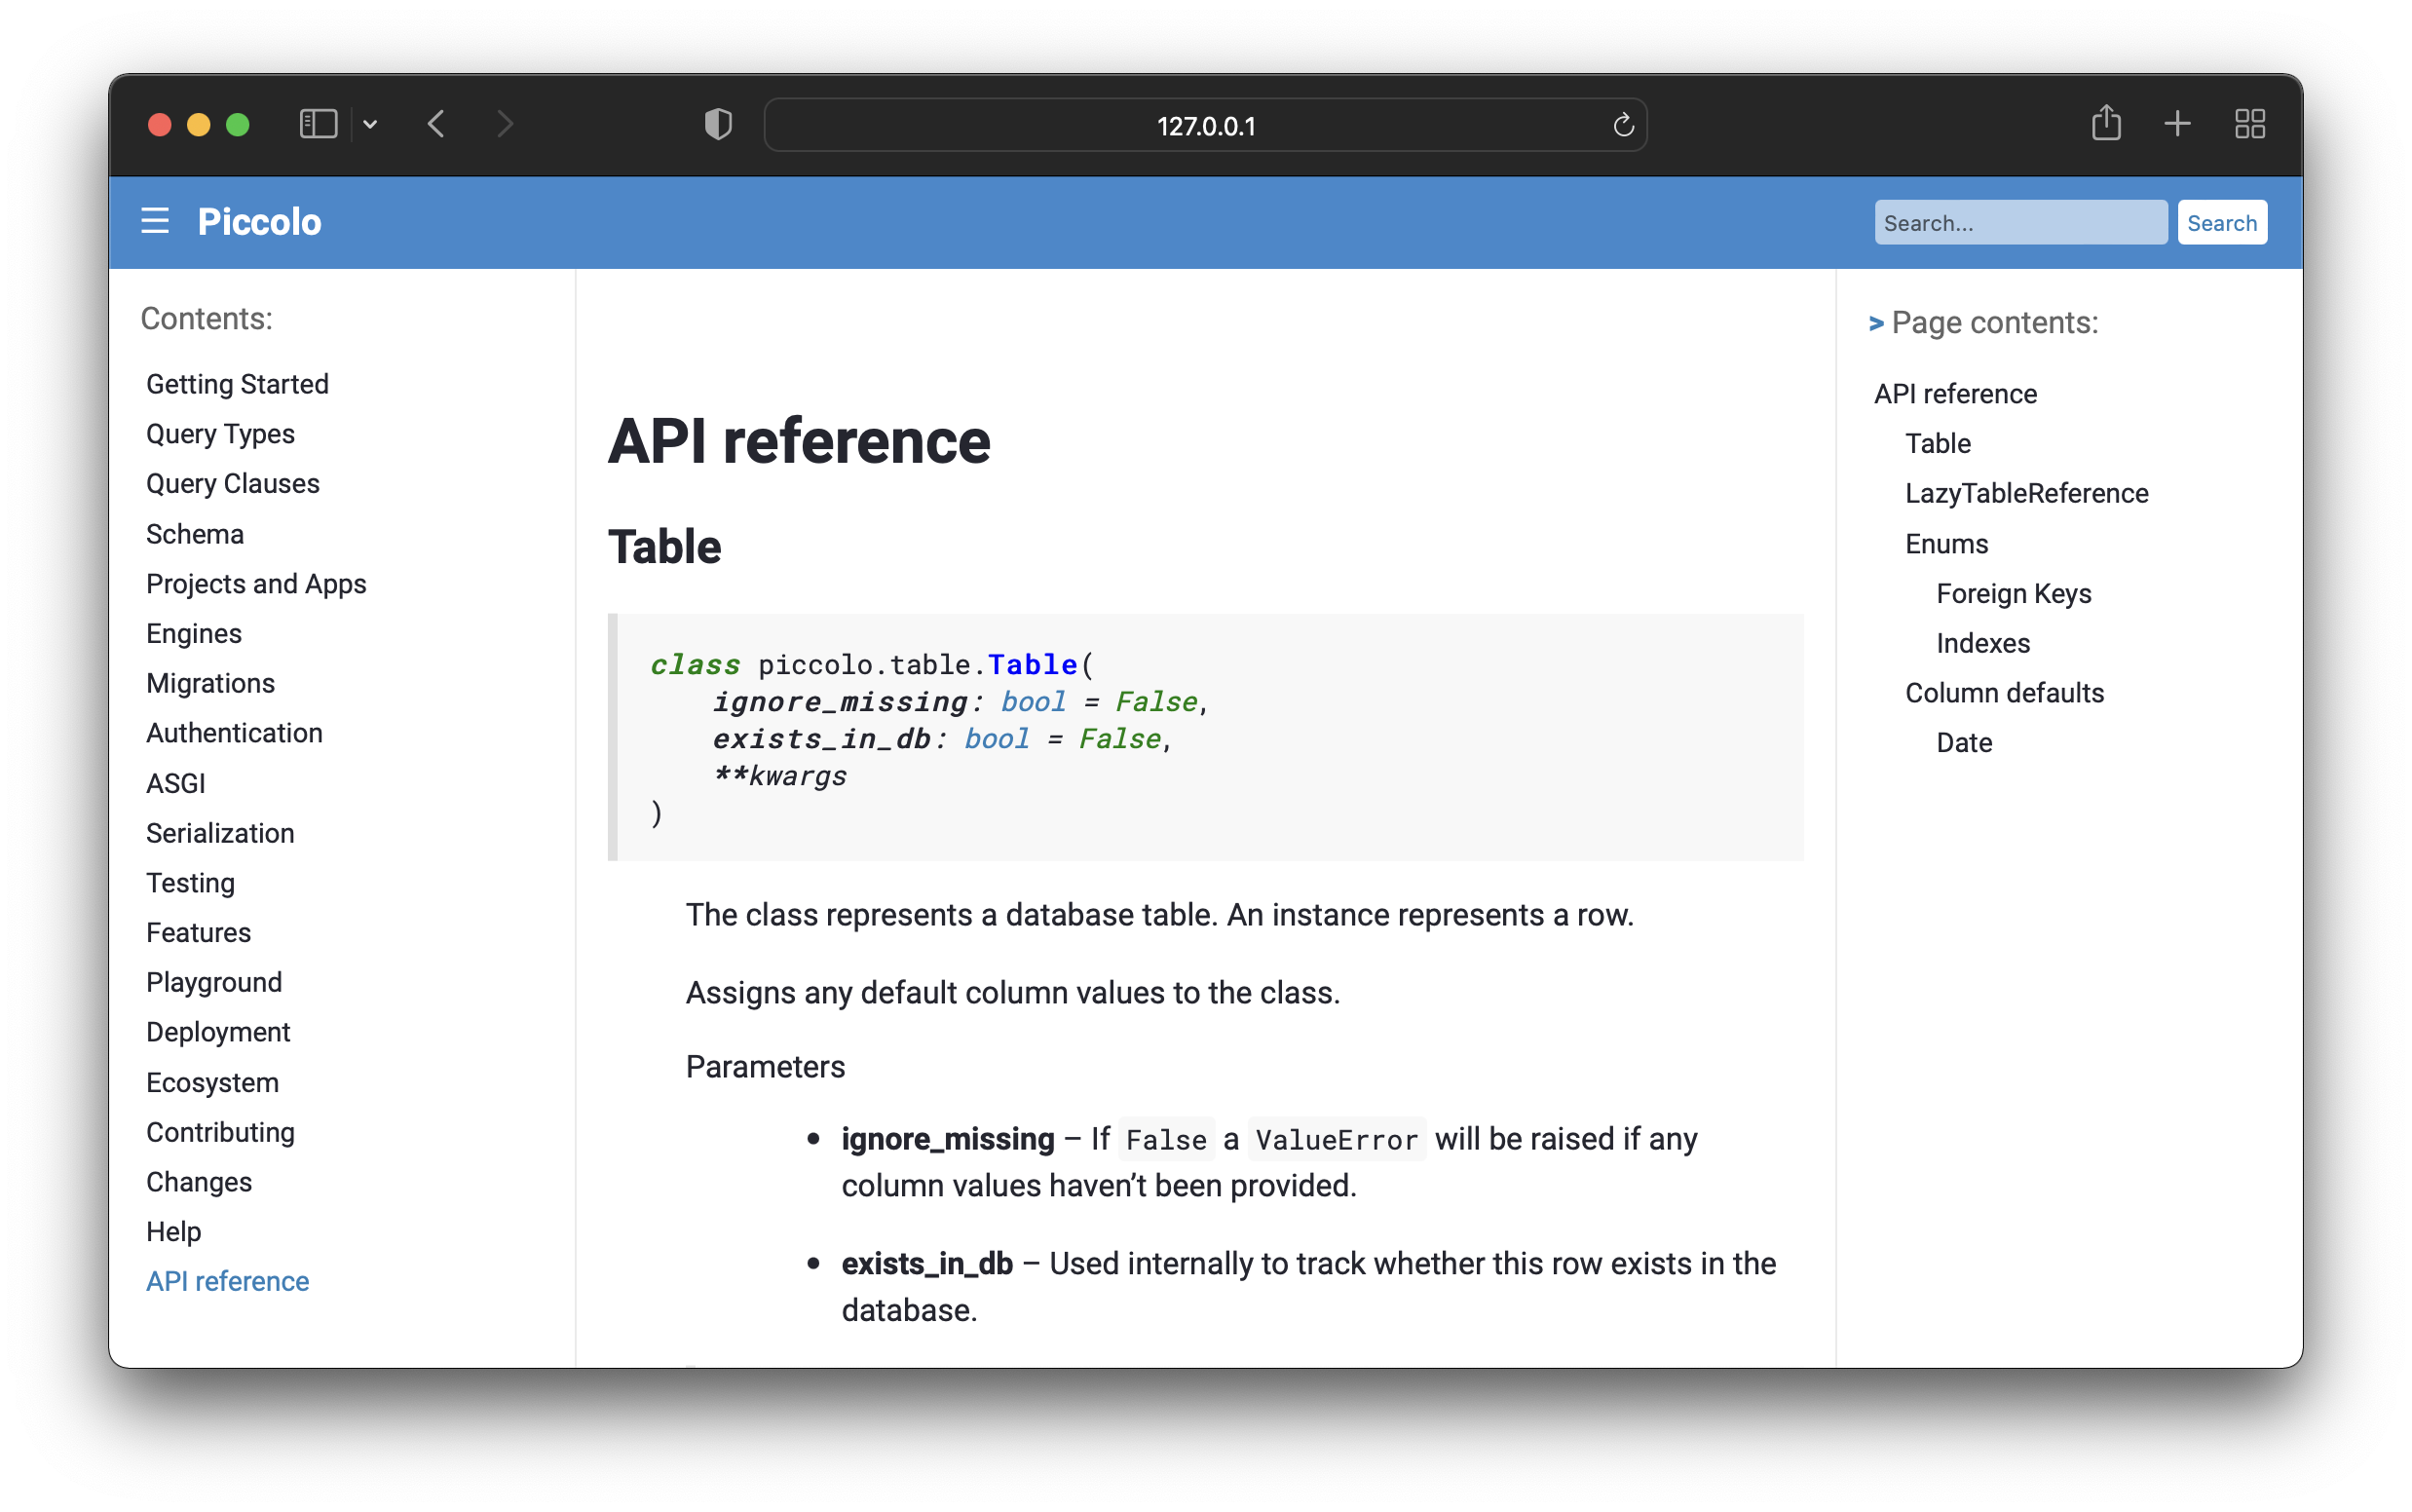 127.0.0.1
Piccolo
Search...
Search
Contents:
Getting Started
Query Types
Query Clauses
Schema
Projects and Apps
Engines
Migrations
Authentication
ASGI
Serialization
Testing
Features
Playground
Deployment
Ecosystem
Contributing
Changes
Help
API reference
API reference
Table
class piccolo.table.Table(
    ignore_missing: bool = False,
    exists_in_db: bool = False,
    **kwargs
)
The class represents a database table. An instance represents a row.
Assigns any default column values to the class.
Parameters
• ignore_missing – If False a ValueError will be raised if any
column values haven’t been provided.
• exists_in_db – Used internally to track whether this row exists in the
database.
> Page contents:
API reference
Table
LazyTableReference
Enums
Foreign Keys
Indexes
Column defaults
Date